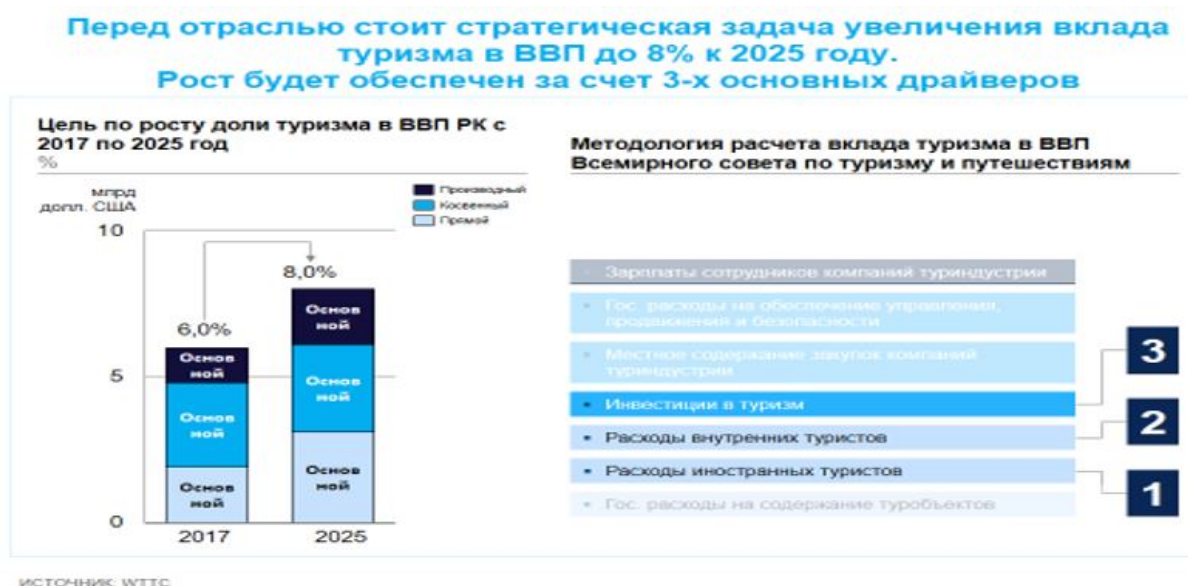 Перед отраслью стоит стратегическая задача увеличения вклада
туризма в ВВП до 8% к 2025 году.
Рост будет обеспечен за счет 3-х основных драйверов
Цель по росту доли туризма в ВВП РК с
2017 по 2025 год
%
млрд
допл. США
Производный
Косвенный
Прямой
10
8,0%
6,0%
5
0
Основ
ной
Основ
ной
Основ
ной
Основ
ной
Основ
ной
Основ
ной
2017
2025
Методология расчета вклада туризма в ВВП
Всемирного совета по туризму и путешествиям
Зарплаты сотрудников компаний туриндустрии
• Гос. расходы на обеспечение управления,
продвижения и безопасности
• Местное содержание закупок компаний
туриндустрии
• Инвестиции в туризм
• Расходы внутренних туристов
• Расходы иностранных туристов
• Гос. расходы на содержание туробъектов
3
2
1
ИСТОЧНИК: WTTC